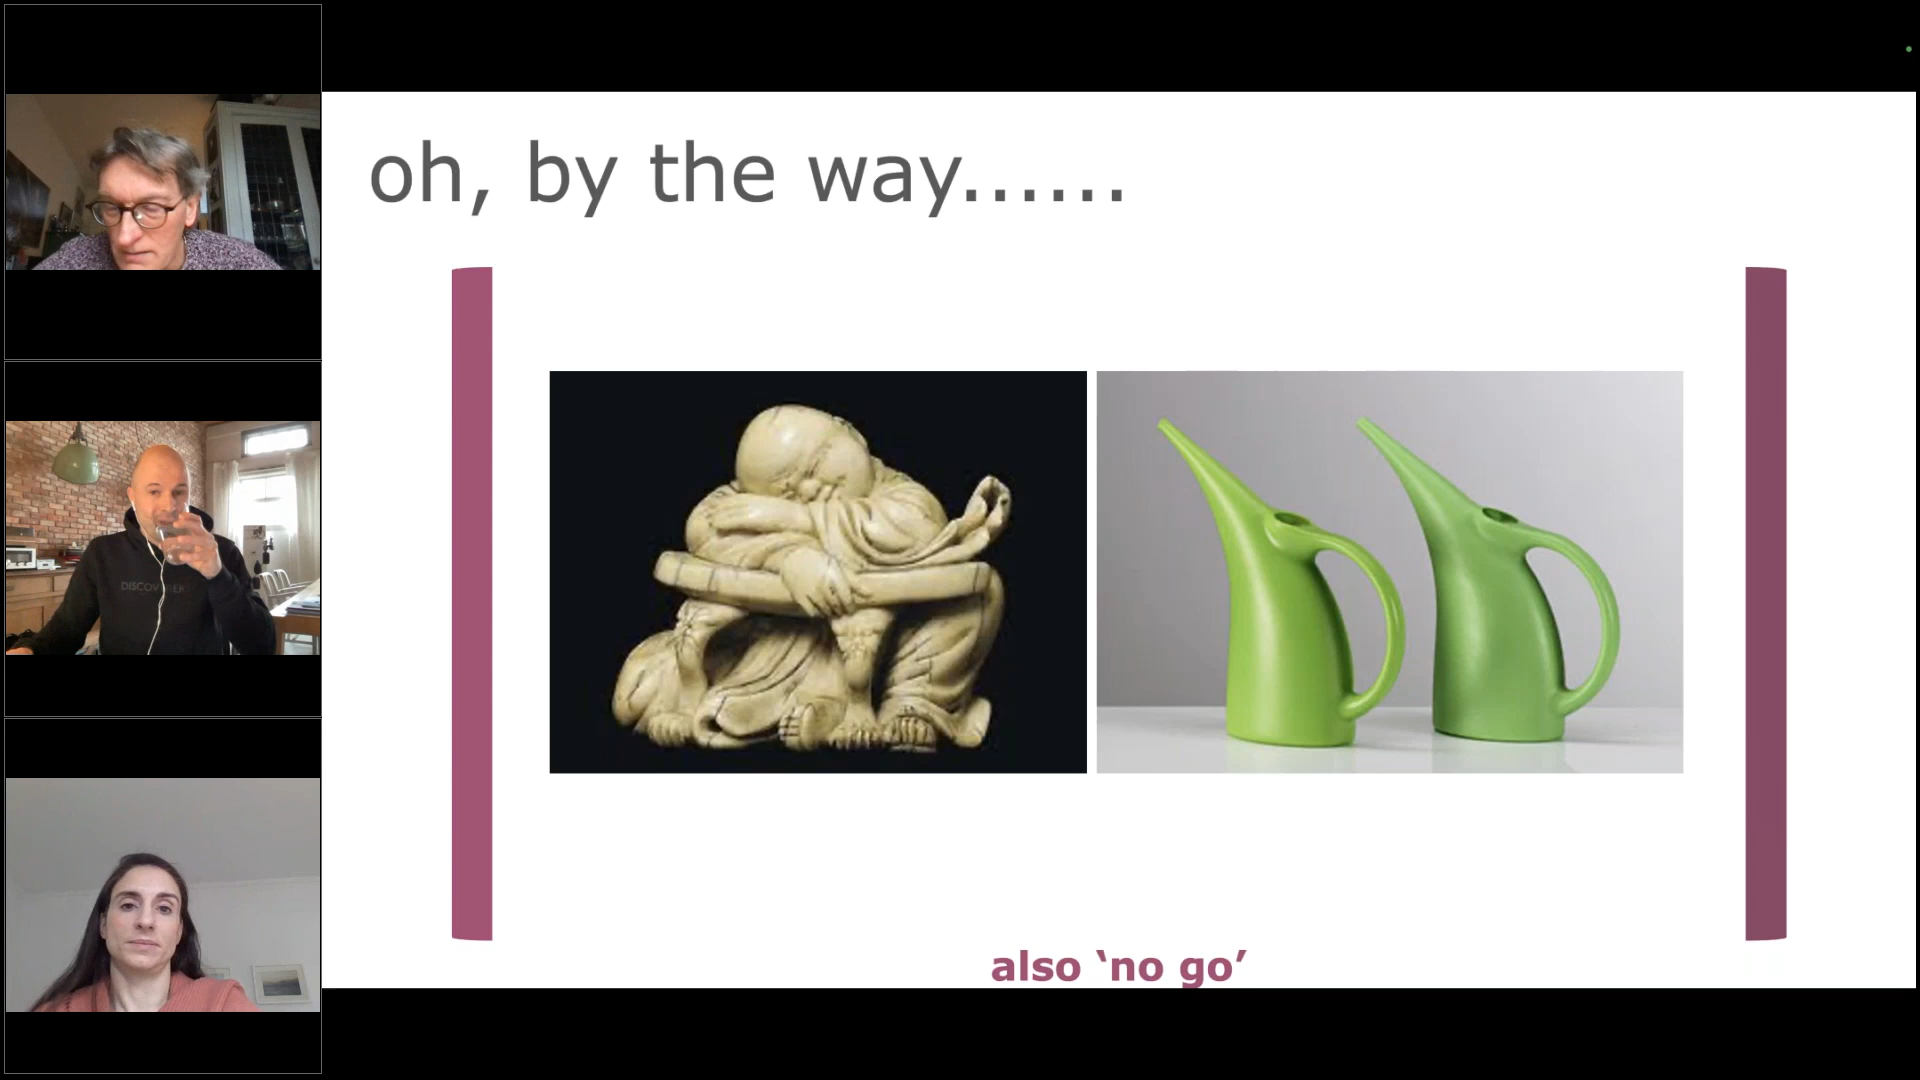 oh, by the way......
also ‘no go’